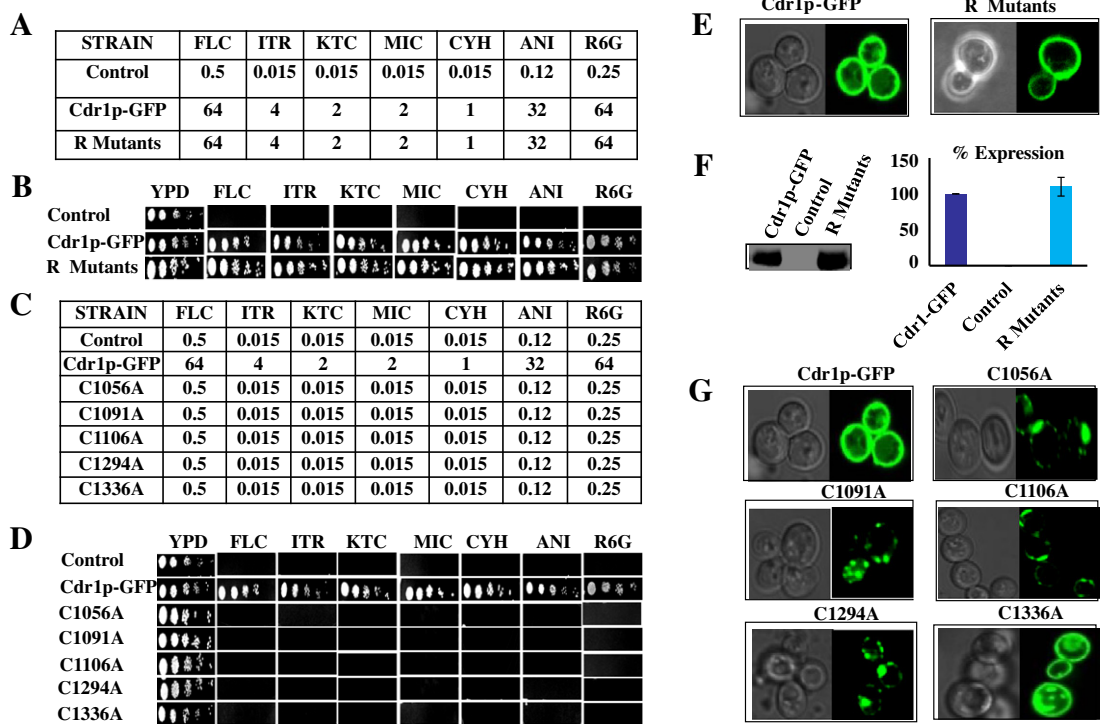 A
STRAIN FLC ITR KTC MIC CYH ANI R6G
Control 0.5 0.015 0.015 0.015 0.015 0.12 0.25
Cdr1p-GFP 64 4 2 2 1 32 64
R Mutants 64 4 2 2 1 32 64
B
YPD FLC ITR KTC MIC CYH ANI R6G
Control
Cdr1p-GFP
R Mutants
C
STRAIN FLC ITR KTC MIC CYH ANI R6G
Control 0.5 0.015 0.015 0.015 0.015 0.12 0.25
Cdr1p-GFP 64 4 2 2 1 32 64
C1056A 0.5 0.015 0.015 0.015 0.015 0.12 0.25
C1091A 0.5 0.015 0.015 0.015 0.015 0.12 0.25
C1106A 0.5 0.015 0.015 0.015 0.015 0.12 0.25
C1294A 0.5 0.015 0.015 0.015 0.015 0.12 0.25
C1336A 0.5 0.015 0.015 0.015 0.015 0.12 0.25
D
YPD FLC ITR KTC MIC CYH ANI R6G
Control
Cdr1p-GFP
C1056A
C1091A
C1106A
C1294A
C1336A
E
Cdr1p-GFP R Mutants
F
Cdr1p-GFP
Control
R Mutants
% Expression
150
100
50
0
Cdr1-GFP
Control
R Mutants
G
Cdr1p-GFP C1056A
C1091A C1106A
C1294A C1336A